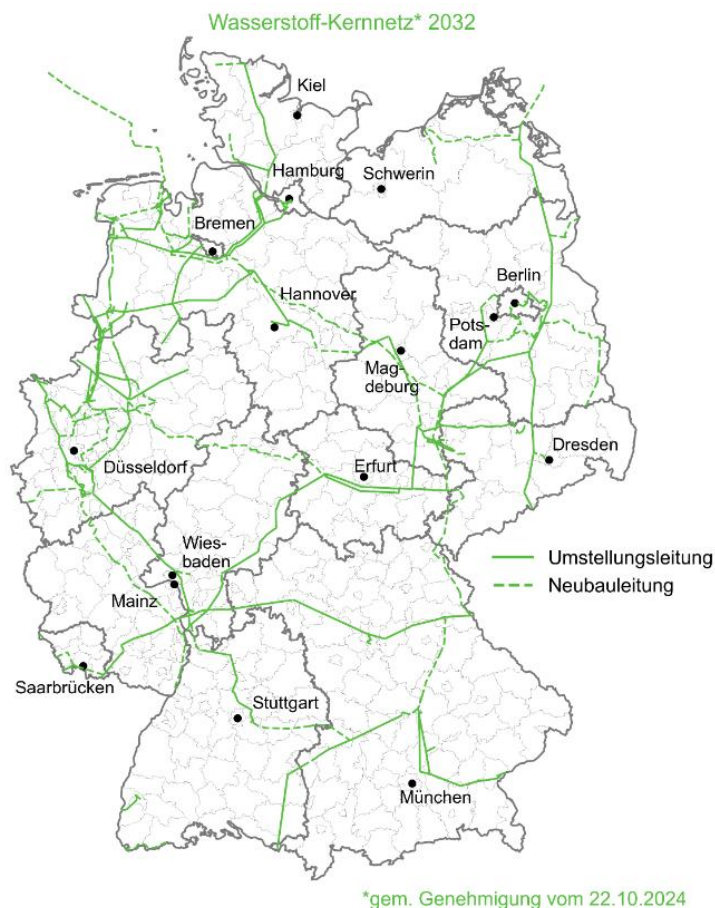 Wasserstoff-Kernnetz* 2032
Kiel
Hamburg
Schwerin
Bremen
Berlin
Hannover
Pots-
dam
Mag-
deburg
Düsseldorf
Erfurt
Dresden
Wies-
baden
Umstellungsleitung
Neubauleitung
Mainz
Saarbrücken
Stuttgart
München
*gem. Genehmigung vom 22.10.2024